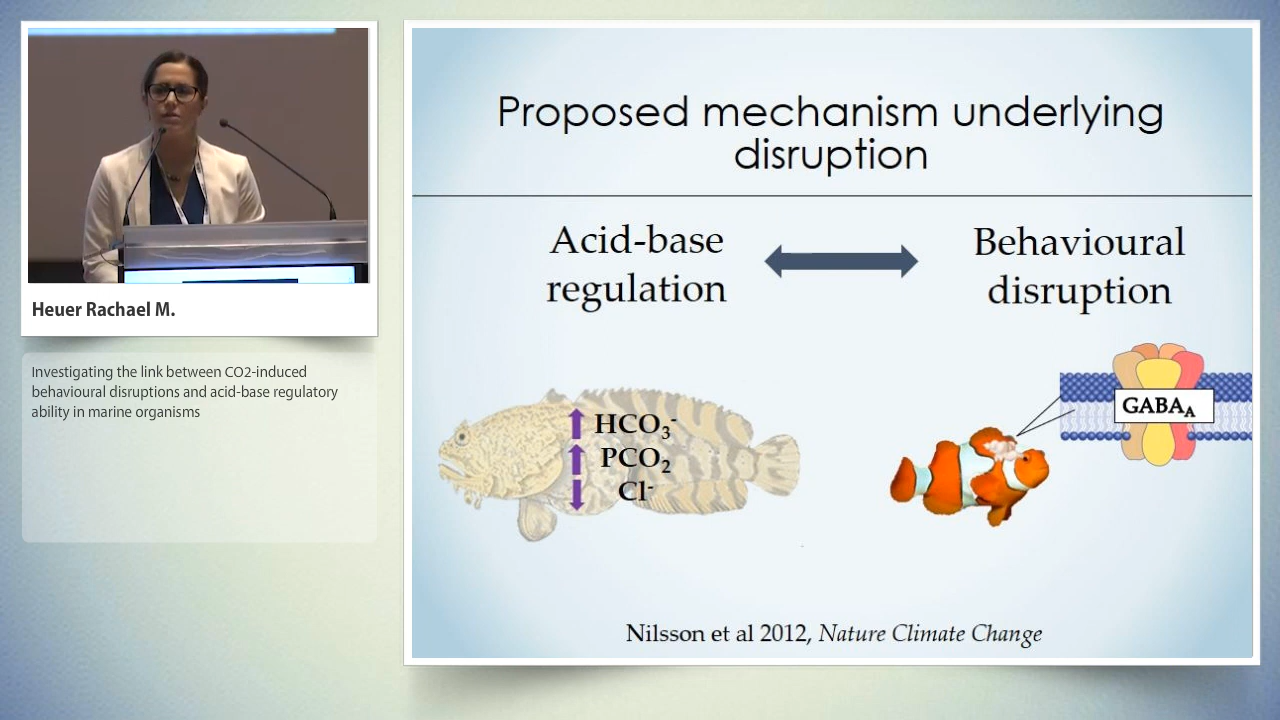 Heuer Rachael M.
Investigating the link between CO2-induced
behavioural disruptions and acid-base regulatory
ability in marine organisms
Proposed mechanism underlying
disruption
Acid-base
regulation
Behavioural
disruption
HCO₃⁻
PCO₂
Cl⁻
GABA_A
Nilsson et al 2012, Nature Climate Change